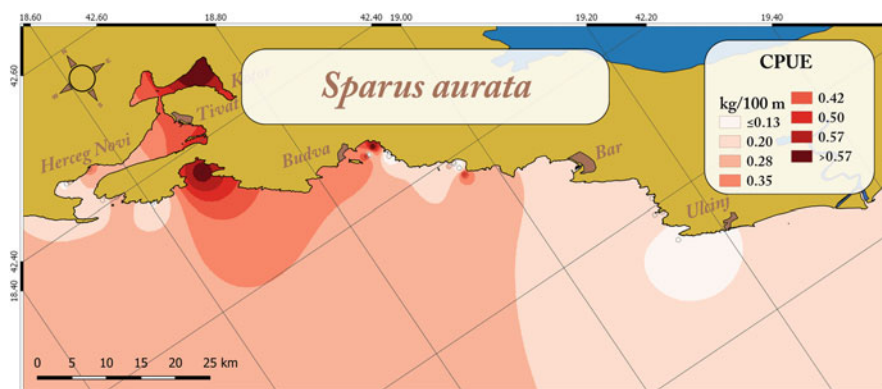 18.60 42.60 18.80 42.40 19.00 19.20 42.20 19.40
42.60
42.40
18.40
Sparus aurata
Kotor
Tivat
Herceg Novi
Budva
Bar
Ulcinj
CPUE
kg/100 m
≤0.13
0.20
0.28
0.35
0.42
0.50
0.57
>0.57
0 5 10 15 20 25 km